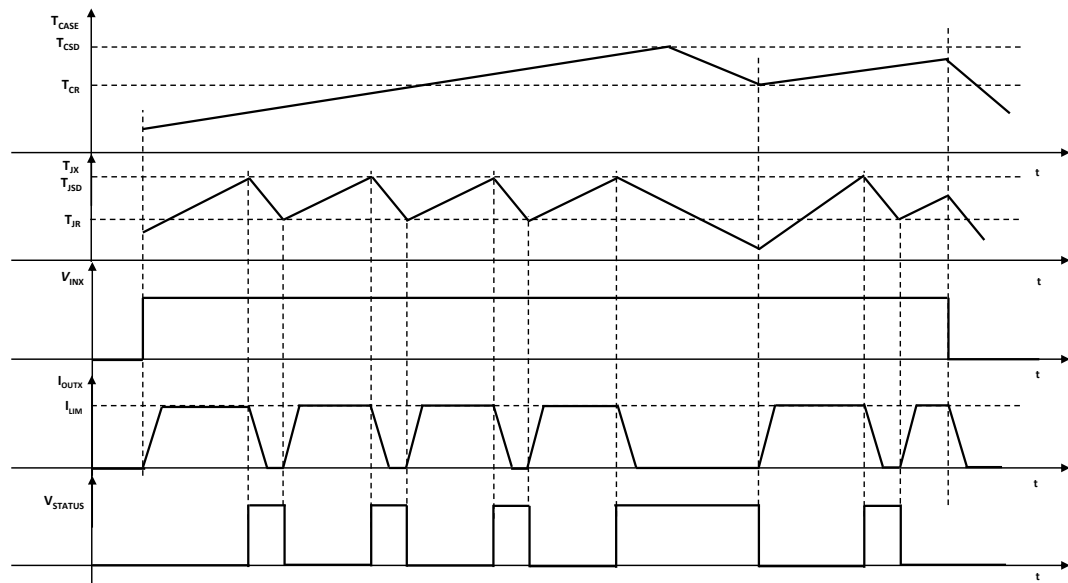 TCASE
TCSD
TCR
t
TJX
TJSD
TJR
t
VINX
t
IOUTX
ILIM
t
VSTATUS
t